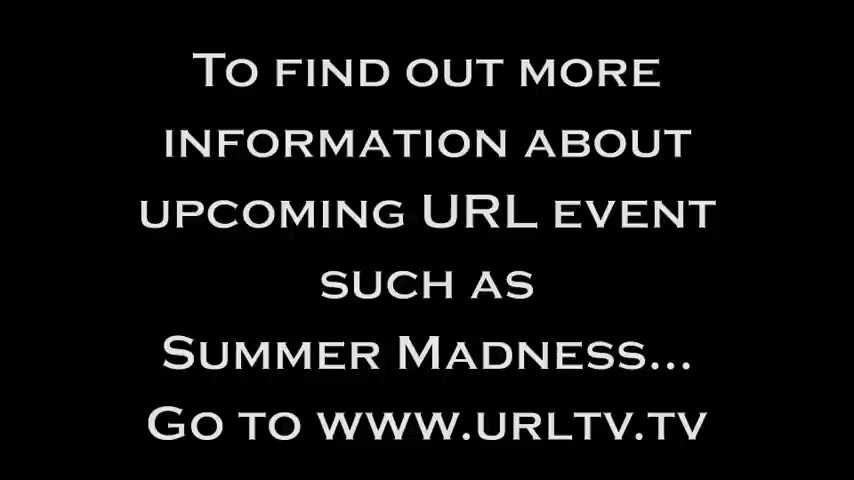 To find out more
information about
upcoming URL event
such as
Summer Madness...
Go to www.urltv.tv